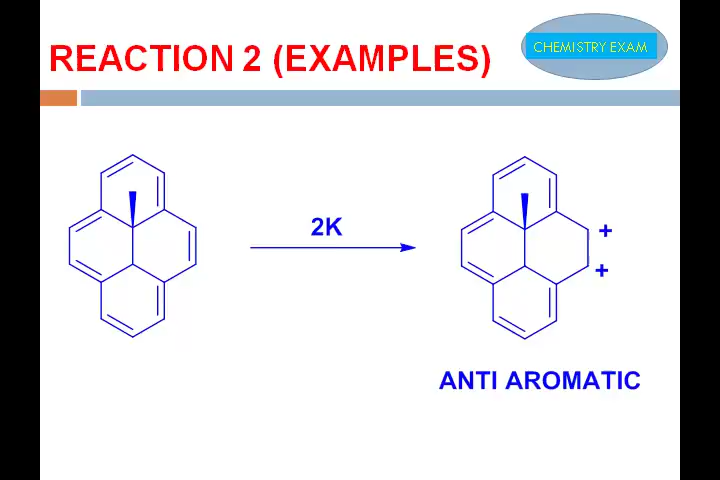 CHEMISTRY EXAM
REACTION 2 (EXAMPLES)
2K
+
+
ANTI AROMATIC